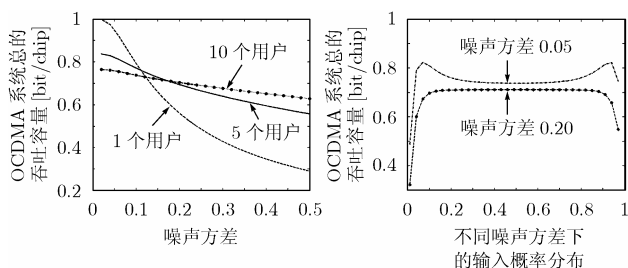 OCDMA 系统总的
吞吐容量 [bit/chip]
1
0.8
0.6
0.4
0.2
0
0.1
0.2
0.3
0.4
0.5
10 个用户
5 个用户
1 个用户
噪声方差
OCDMA 系统总的
吞吐容量 [bit/chip]
1
0.8
0.6
0.4
0
0.2
0.4
0.6
0.8
1
噪声方差 0.05
噪声方差 0.20
不同噪声方差下
的输入概率分布